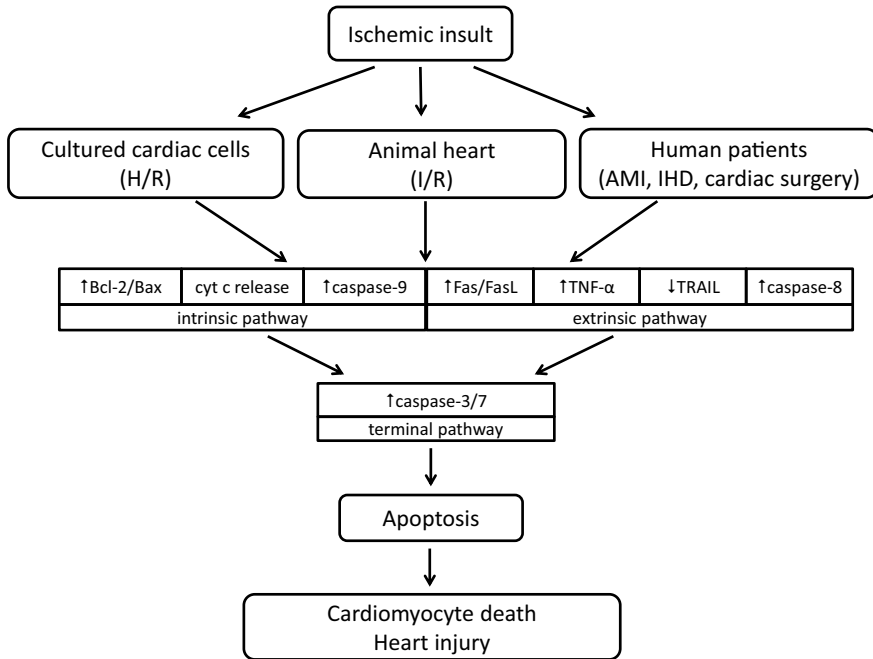 Ischemic insult
Cultured cardiac cells
(H/R)
Animal heart
(I/R)
Human patients
(AMI, IHD, cardiac surgery)
↑Bcl-2/Bax
cyt c release
↑caspase-9
↑Fas/FasL
↑TNF-α
↓TRAIL
↑caspase-8
intrinsic pathway
extrinsic pathway
↑caspase-3/7
terminal pathway
Apoptosis
Cardiomyocyte death
Heart injury